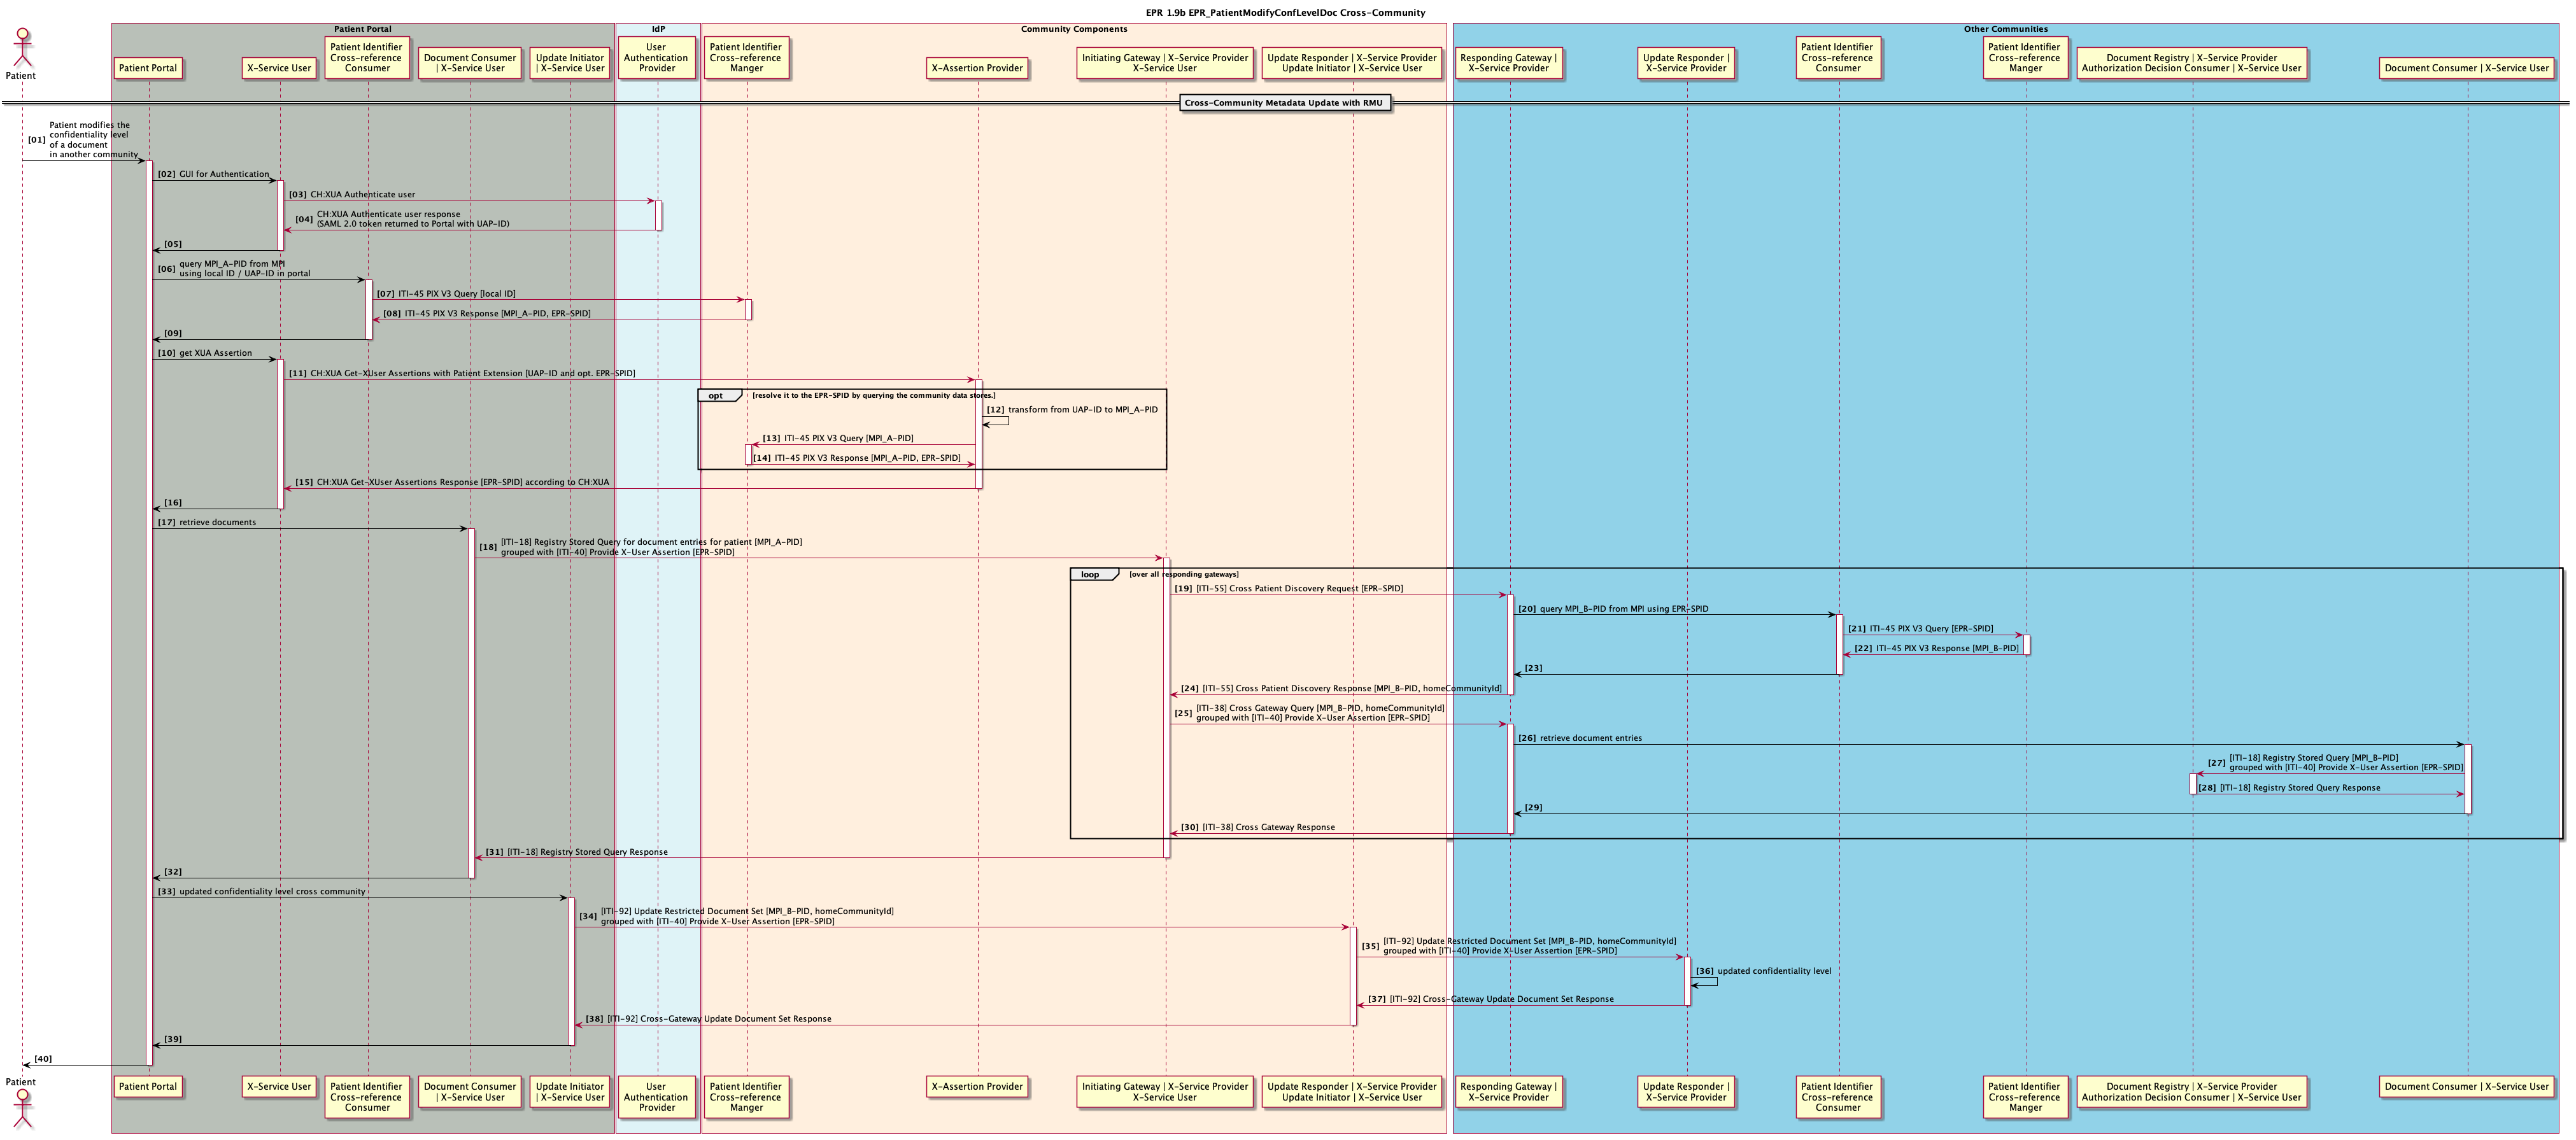 EPR 1.9b EPR_PatientModifyConfLevelDoc Cross-Community
Patient Portal
IdP
Community Components
Other Communities
Patient
Patient Portal
X-Service User
Patient Identifier
Cross-reference
Consumer
Document Consumer
| X-Service User
Update Initiator
| X-Service User
User
Authentication
Provider
Patient Identifier
Cross-reference
Manger
X-Assertion Provider
Initiating Gateway | X-Service Provider
X-Service User
Update Responder | X-Service Provider
Update Initiator | X-Service User
Responding Gateway |
X-Service Provider
Update Responder |
X-Service Provider
Patient Identifier
Cross-reference
Consumer
Patient Identifier
Cross-reference
Manger
Document Registry | X-Service Provider
Authorization Decision Consumer | X-Service User
Document Consumer | X-Service User
Cross-Community Metadata Update with RMU
[01] Patient modifies the
confidentiality level
of a document
in another community
[02] GUI for Authentication
[03] CH:XUA Authenticate user
[04] CH:XUA Authenticate user response
(SAML 2.0 token returned to Portal with UAP-ID)
[05]
[06] query MPI_A-PID from MPI
using local ID / UAP-ID in portal
[07] ITI-45 PIX V3 Query [local ID]
[08] ITI-45 PIX V3 Response [MPI_A-PID, EPR-SPID]
[09]
[10] get XUA Assertion
[11] CH:XUA Get-XUser Assertions with Patient Extension [UAP-ID and opt. EPR-SPID]
opt [resolve it to the EPR-SPID by querying the community data stores.]
[12] transform from UAP-ID to MPI_A-PID
[13] ITI-45 PIX V3 Query [MPI_A-PID]
[14] ITI-45 PIX V3 Response [MPI_A-PID, EPR-SPID]
[15] CH:XUA Get-XUser Assertions Response [EPR-SPID] according to CH:XUA
[16]
[17] retrieve documents
[18] [ITI-18] Registry Stored Query for document entries for patient [MPI_A-PID]
grouped with [ITI-40] Provide X-User Assertion [EPR-SPID]
loop [over all responding gateways]
[19] [ITI-55] Cross Patient Discovery Request [EPR-SPID]
[20] query MPI_B-PID from MPI using EPR-SPID
[21] ITI-45 PIX V3 Query [EPR-SPID]
[22] ITI-45 PIX V3 Response [MPI_B-PID]
[23]
[24] [ITI-55] Cross Patient Discovery Response [MPI_B-PID, homeCommunityId]
[25] [ITI-38] Cross Gateway Query [MPI_B-PID, homeCommunityId]
grouped with [ITI-40] Provide X-User Assertion [EPR-SPID]
[26] retrieve document entries
[27] [ITI-18] Registry Stored Query [MPI_B-PID]
grouped with [ITI-40] Provide X-User Assertion [EPR-SPID]
[28] [ITI-18] Registry Stored Query Response
[29]
[30] [ITI-38] Cross Gateway Response
[31] [ITI-18] Registry Stored Query Response
[32]
[33] updated confidentiality level cross community
[34] [ITI-92] Update Restricted Document Set [MPI_B-PID, homeCommunityId]
grouped with [ITI-40] Provide X-User Assertion [EPR-SPID]
[35] [ITI-92] Update Restricted Document Set [MPI_B-PID, homeCommunityId]
grouped with [ITI-40] Provide X-User Assertion [EPR-SPID]
[36] updated confidentiality level
[37] [ITI-92] Cross-Gateway Update Document Set Response
[38] [ITI-92] Cross-Gateway Update Document Set Response
[39]
[40]
Patient
Patient Portal
X-Service User
Patient Identifier
Cross-reference
Consumer
Document Consumer
| X-Service User
Update Initiator
| X-Service User
User
Authentication
Provider
Patient Identifier
Cross-reference
Manger
X-Assertion Provider
Initiating Gateway | X-Service Provider
X-Service User
Update Responder | X-Service Provider
Update Initiator | X-Service User
Responding Gateway |
X-Service Provider
Update Responder |
X-Service Provider
Patient Identifier
Cross-reference
Consumer
Patient Identifier
Cross-reference
Manger
Document Registry | X-Service Provider
Authorization Decision Consumer | X-Service User
Document Consumer | X-Service User